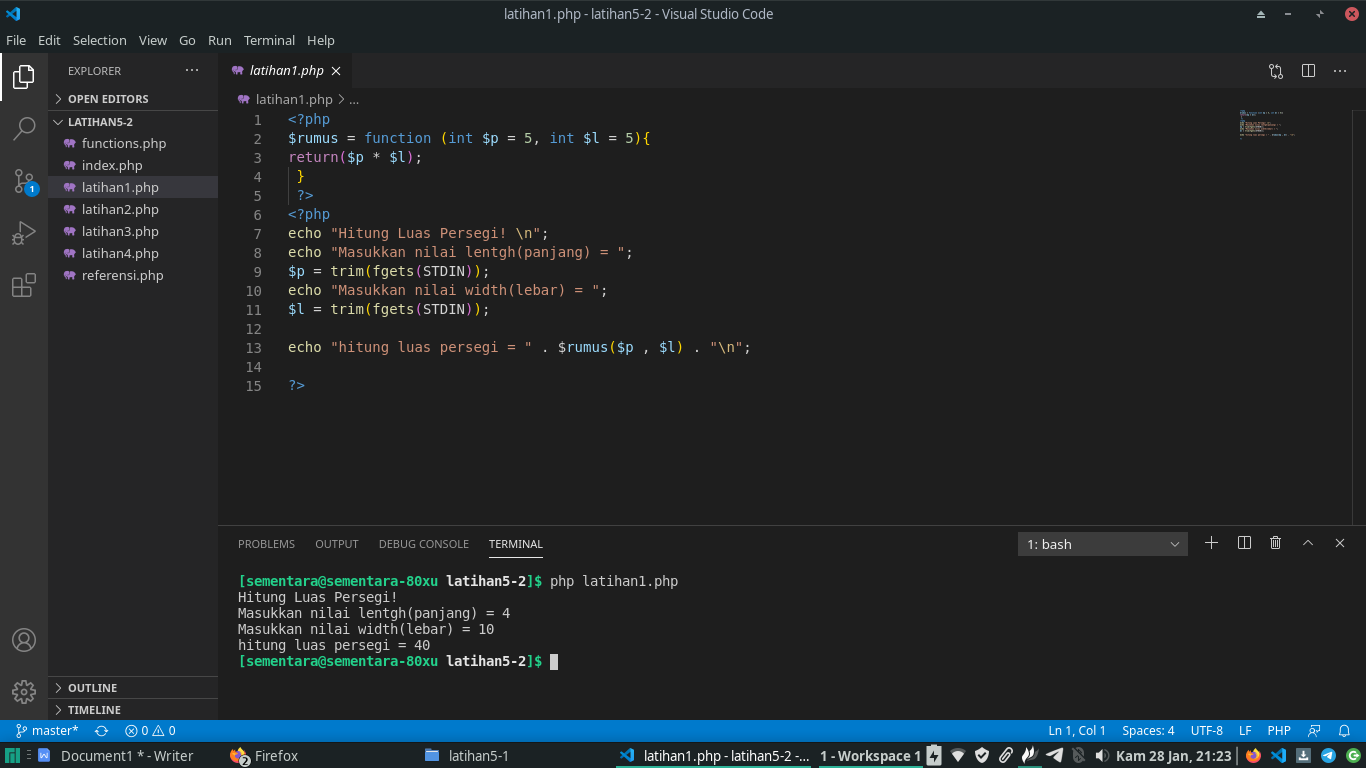 latihan1.php - latihan5-2 - Visual Studio Code
File Edit Selection View Go Run Terminal Help
EXPLORER ···
latihan1.php
OPEN EDITORS
latihan1.php > ...
LATIHAN5-2
functions.php
index.php
latihan1.php
latihan2.php
latihan3.php
latihan4.php
referensi.php
1 <?php
2 $rumus = function (int $p = 5, int $l = 5){
3 return($p * $l);
4 }
5 ?>
6 <?php
7 echo "Hitung Luas Persegi! \n";
8 echo "Masukkan nilai lentgh(panjang) = ";
9 $p = trim(fgets(STDIN));
10 echo "Masukkan nilai width(lebar) = ";
11 $l = trim(fgets(STDIN));
12
13 echo "hitung luas persegi = " . $rumus($p , $l) . "\n";
14
15 ?>
1
PROBLEMS OUTPUT DEBUG CONSOLE TERMINAL 1: bash
[sementara@sementara-80xu latihan5-2]$ php latihan1.php
Hitung Luas Persegi!
Masukkan nilai lentgh(panjang) = 4
Masukkan nilai width(lebar) = 10
hitung luas persegi = 40
[sementara@sementara-80xu latihan5-2]$
OUTLINE
TIMELINE
master* 0 0 Ln 1, Col 1 Spaces: 4 UTF-8 LF PHP
Document1 * - Writer 2 Firefox latihan5-1 latihan1.php - latihan5-2 -... 1 - Workspace 1 Kam 28 Jan, 21:23